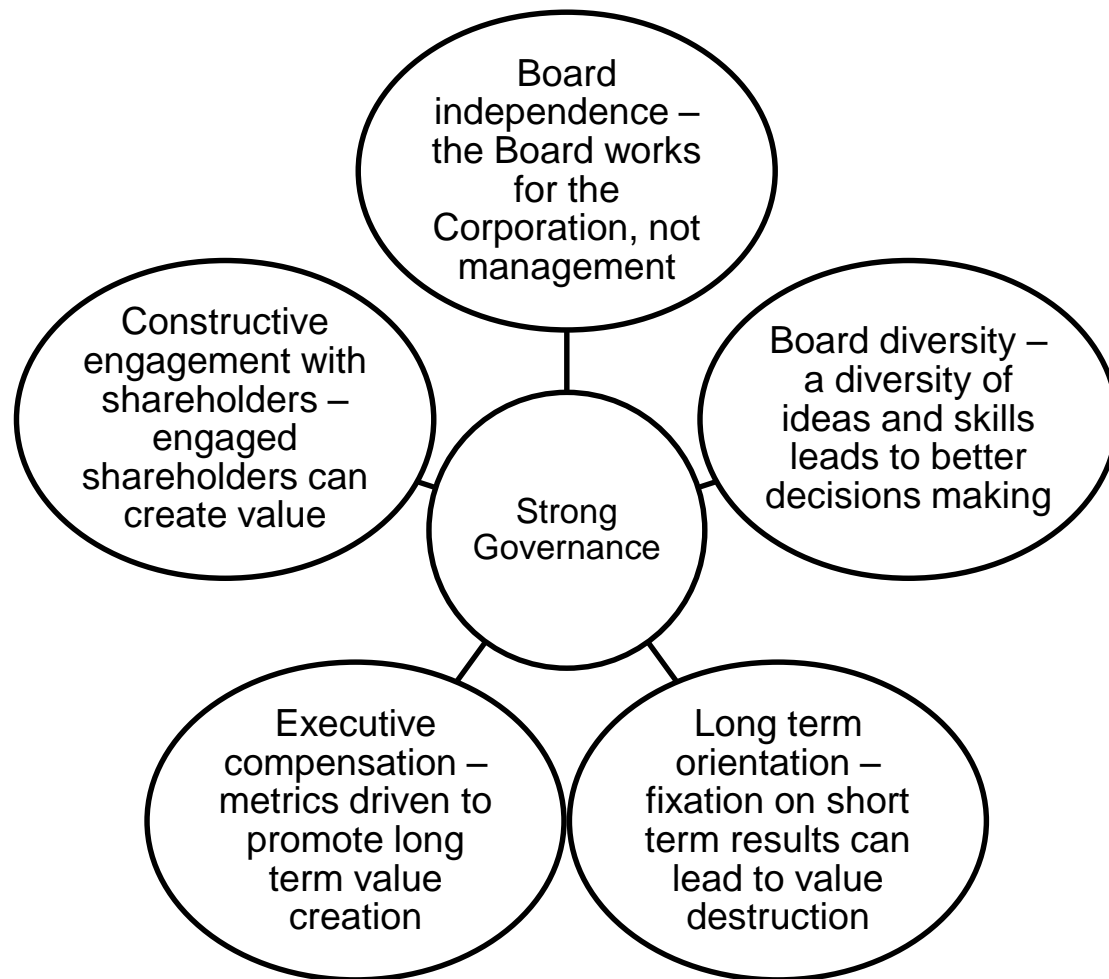 Board
independence –
the Board works
for the
Corporation, not
management
Constructive
engagement with
shareholders –
engaged
shareholders can
create value
Board diversity –
a diversity of
ideas and skills
leads to better
decisions making
Strong
Governance
Executive
compensation –
metrics driven to
promote long
term value
creation
Long term
orientation –
fixation on short
term results can
lead to value
destruction